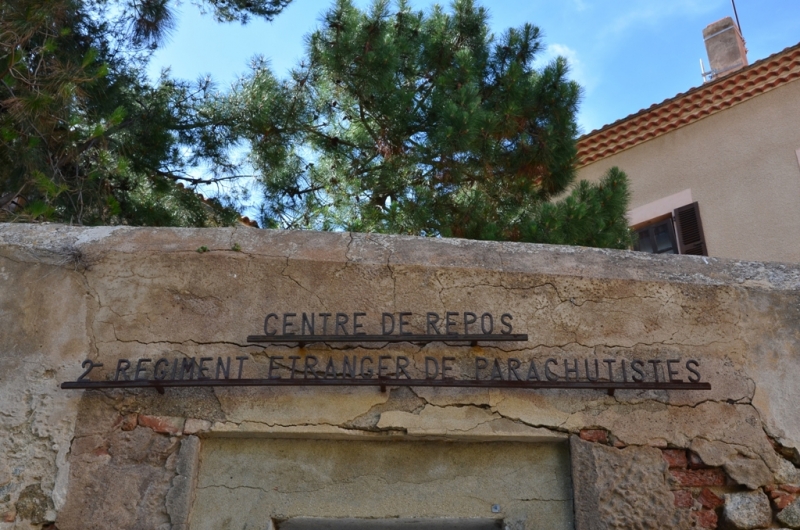 CENTRE DE REPOS
2E REGIMENT ETRANGER DE PARACHUTISTES